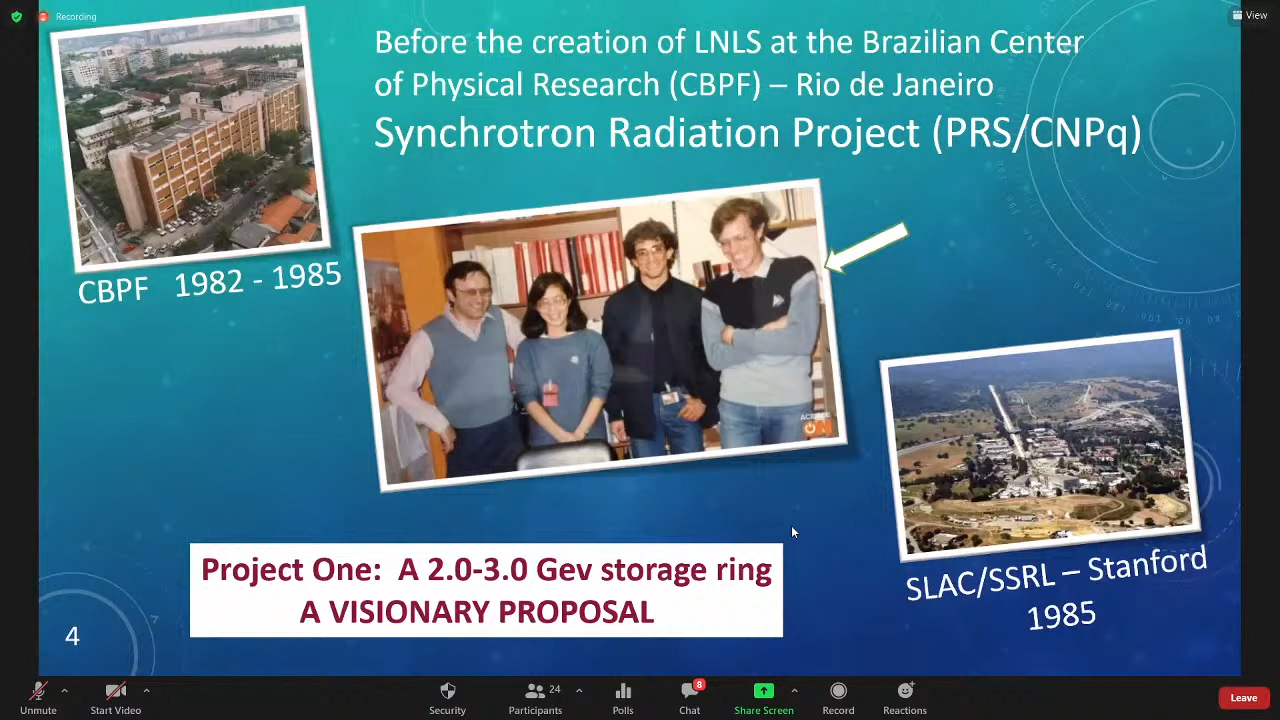 Recording
View
Before the creation of LNLS at the Brazilian Center
of Physical Research (CBPF) – Rio de Janeiro
Synchrotron Radiation Project (PRS/CNPq)
CBPF 1982 - 1985
ON
SLAC/SSRL – Stanford
1985
Project One: A 2.0-3.0 Gev storage ring
A VISIONARY PROPOSAL
4
Unmute
Start Video
Security
24
Participants
Polls
8
Chat
Share Screen
Record
Reactions
Leave